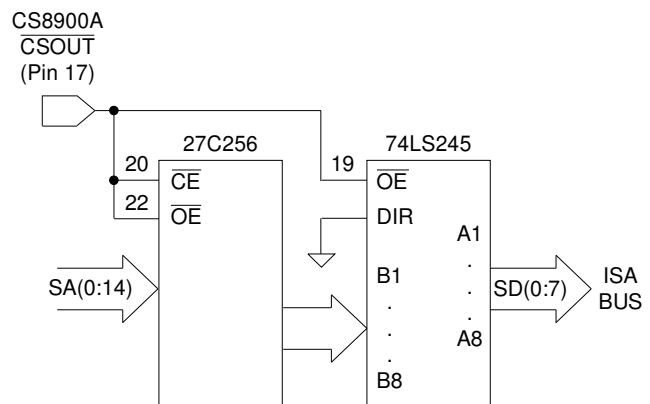 CS8900A
CSOUT
(Pin 17)
27C256
74LS245
20
CE
19
OE
22
OE
DIR
A1
.
.
.
A8
SA(0:14)
B1
.
.
.
B8
SD(0:7)
ISA
BUS